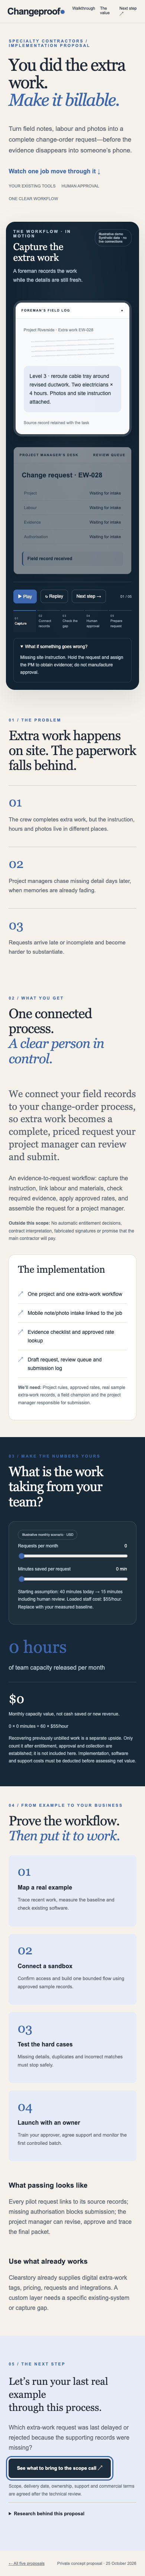 Changeproof
Walkthrough
The value
Next step ↗
SPECIALTY CONTRACTORS /
IMPLEMENTATION PROPOSAL
You did the extra
work.
Make it billable.
Turn field notes, labour and photos into a
complete change-order request—before the
evidence disappears into someone's phone.
Watch one job move through it ↓
YOUR EXISTING TOOLS HUMAN APPROVAL
ONE CLEAR WORKFLOW
THE WORKFLOW · IN
MOTION
Capture the
extra work
A foreman records the work
while the details are still fresh.
Illustrative demo
Synthetic data · no
live connections
FOREMAN'S FIELD LOG
Project Riverside · Extra work EW-028
Level 3 · reroute cable tray around
revised ductwork. Two electricians ×
4 hours. Photos and site instruction
attached.
Source record retained with the task
PROJECT MANAGER'S DESK REVIEW QUEUE
Change request · EW-028
Project Waiting for intake
Labour Waiting for intake
Evidence Waiting for intake
Authorisation Waiting for intake
Field record received
▶ Play
↻ Replay
Next step →
01 / 05
01 Capture
02 Connect records
03 Check the gap
04 Human approval
05 Prepare request
▼ What if something goes wrong?
Missing site instruction. Hold the request and assign
the PM to obtain evidence; do not manufacture
approval.
01 / THE PROBLEM
Extra work happens
on site. The paperwork
falls behind.
01
The crew completes extra work, but the instruction,
hours and photos live in different places.
02
Project managers chase missing detail days later,
when memories are already fading.
03
Requests arrive late or incomplete and become
harder to substantiate.
02 / WHAT YOU GET
One connected
process.
A clear person in
control.
We connect your field records
to your change-order process,
so extra work becomes a
complete, priced request your
project manager can review
and submit.
An evidence-to-request workflow: capture the
instruction, link labour and materials, check
required evidence, apply approved rates, and
assemble the request for a project manager.
Outside this scope: No automatic entitlement decisions,
contract interpretation, fabricated signatures or promise that the
main contractor will pay.
The implementation
One project and one extra-work workflow
Mobile note/photo intake linked to the job
Evidence checklist and approved rate
lookup
Draft request, review queue and
submission log
We'll need: Project rules, approved rates, real sample
extra-work records, a field champion and the project
manager responsible for submission.
03 / MAKE THE NUMBERS YOURS
What is the work
taking from your
team?
Illustrative monthly scenario · USD
Requests per month 0
Minutes saved per request 0 min
Starting assumption: 40 minutes today → 15 minutes
including human review. Loaded staff cost: $55/hour.
Replace with your measured baseline.
0 hours
of team capacity released per month
$0
Monthly capacity value, not cash saved or new revenue.
0 × 0 minutes ÷ 60 × $55/hour
Recovering previously unbilled work is a separate upside. Only
count it after entitlement, approval and collection are
established; it is not included here. Implementation, software
and support costs must be deducted before assessing net value.
04 / FROM EXAMPLE TO YOUR BUSINESS
Prove the workflow.
Then put it to work.
01
Map a real example
Trace recent work, measure the baseline and
check existing software.
02
Connect a sandbox
Confirm access and build one bounded flow using
approved sample records.
03
Test the hard cases
Missing details, duplicates and incorrect matches
must stop safely.
04
Launch with an owner
Train your approver, agree support and monitor the
first controlled batch.
What passing looks like
Every priced line points to its source records;
missing authorisation blocks submission; the
project manager can revise, approve and trace
the final packet.
Use what already works
Clearstory already supplies digital extra-work
tags, pricing, requests and integrations. A
custom layer needs a specific existing-system
or capture gap.
05 / THE NEXT STEP
Let's run your last real
example
through this process.
Which extra-work request was last delayed or
rejected because the supporting records were
missing?
See what to bring to the scope call ↗
Scope, delivery date, ownership, support and commercial terms
are agreed after the technical review.
▶ Research behind this proposal
← All five proposals
Private concept proposal · 20 October 2026